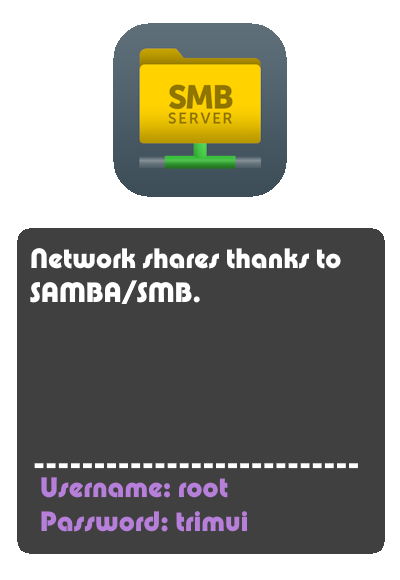 SMB
SERVER
Network shares thanks to
SAMBA/SMB.
---------------------------
Username: root
Password: trimui